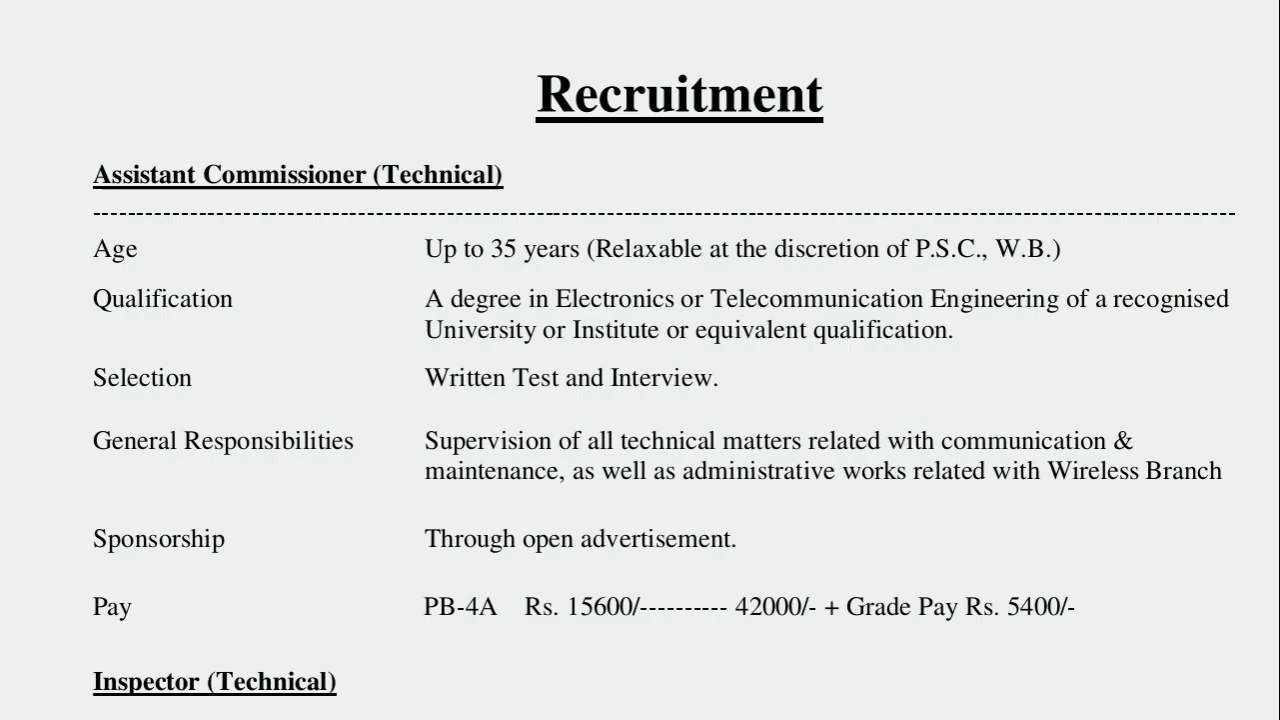 Recruitment
Assistant Commissioner (Technical)
-----------------------------------------------------------------------------------------------------------------------------------
Age Up to 35 years (Relaxable at the discretion of P.S.C., W.B.)
Qualification A degree in Electronics or Telecommunication Engineering of a recognised
University or Institute or equivalent qualification.
Selection Written Test and Interview.
General Responsibilities Supervision of all technical matters related with communication &
maintenance, as well as administrative works related with Wireless Branch
Sponsorship Through open advertisement.
Pay PB-4A Rs. 15600/---------- 42000/- + Grade Pay Rs. 5400/-
Inspector (Technical)